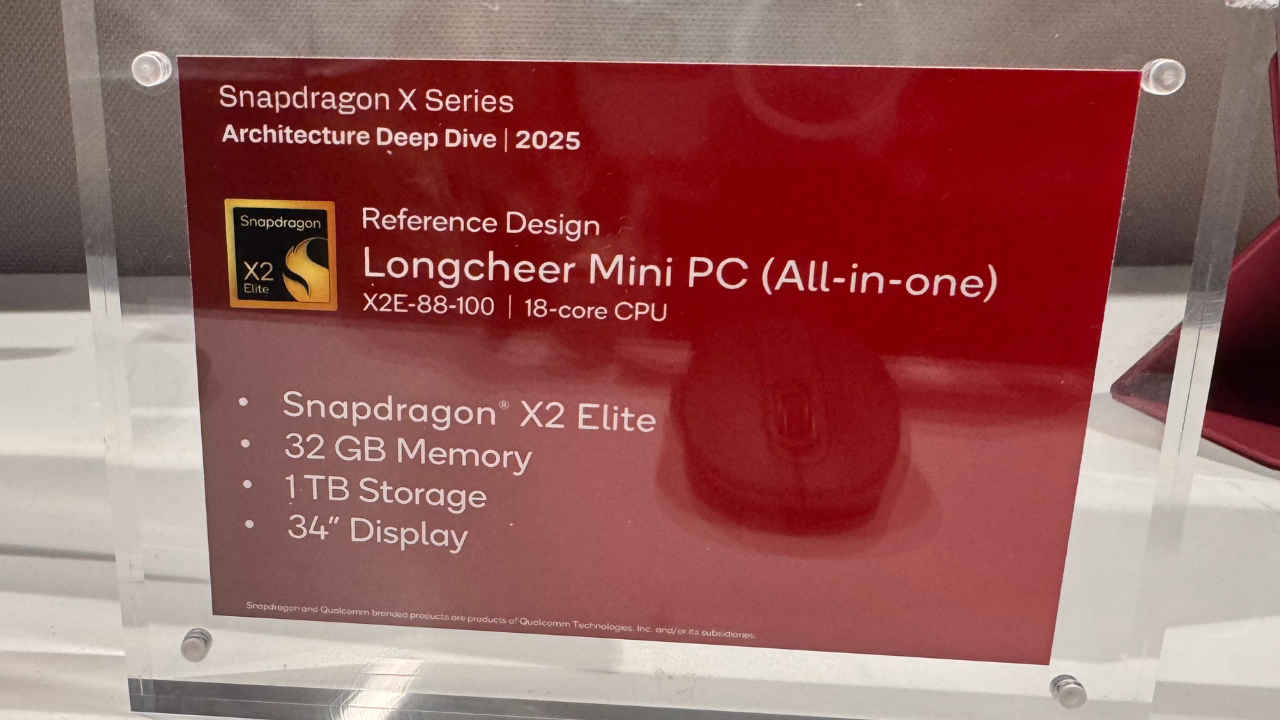 Snapdragon X Series
Architecture Deep Dive | 2025
Snapdragon
X2
Elite
Reference Design
Longcheer Mini PC (All-in-one)
X2E-88-100 | 18-core CPU
• Snapdragon® X2 Elite
• 32 GB Memory
• 1 TB Storage
• 34” Display
Snapdragon and Qualcomm branded products are products of Qualcomm Technologies, Inc. and/or its subsidiaries.